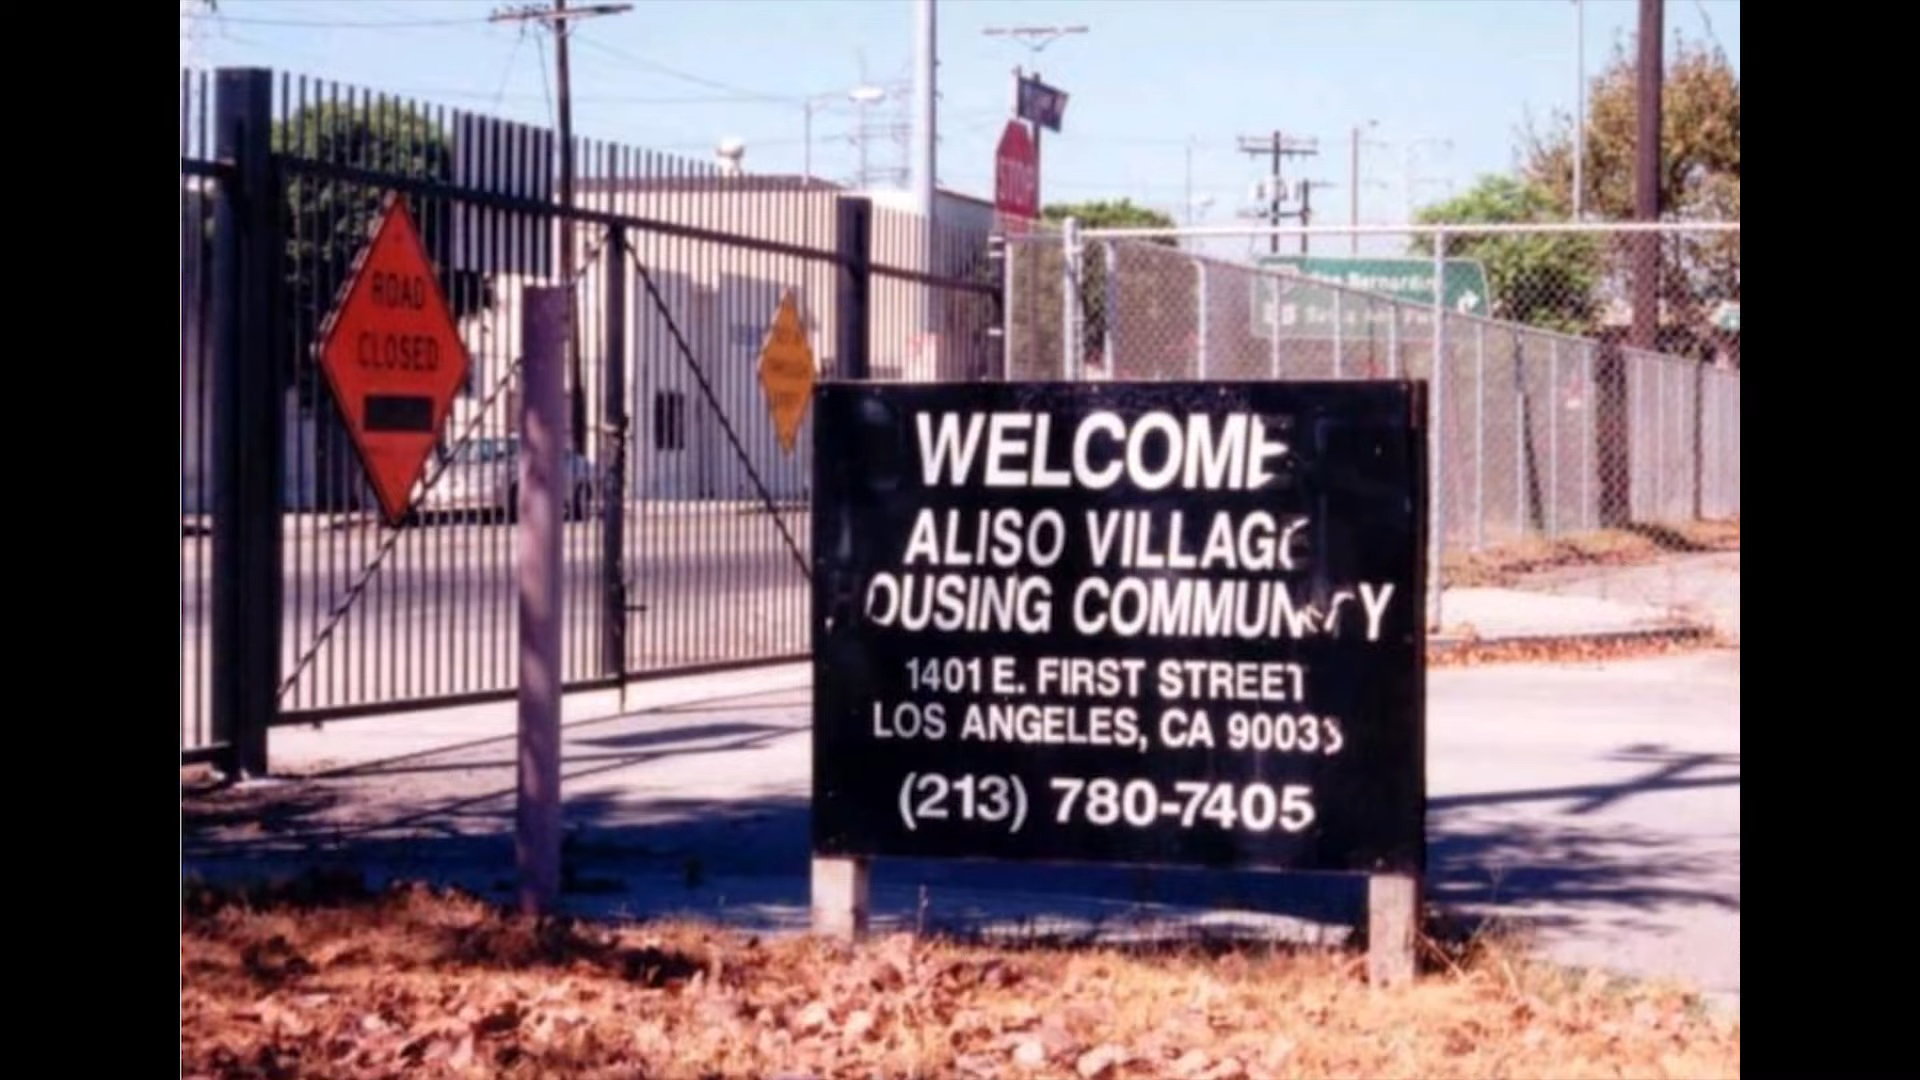 ROAD
CLOSED
STOP
WELCOME
ALISO VILLAGE
OUSING COMMUNITY
1401 E. FIRST STREET
LOS ANGELES, CA 90033
(213) 780-7405